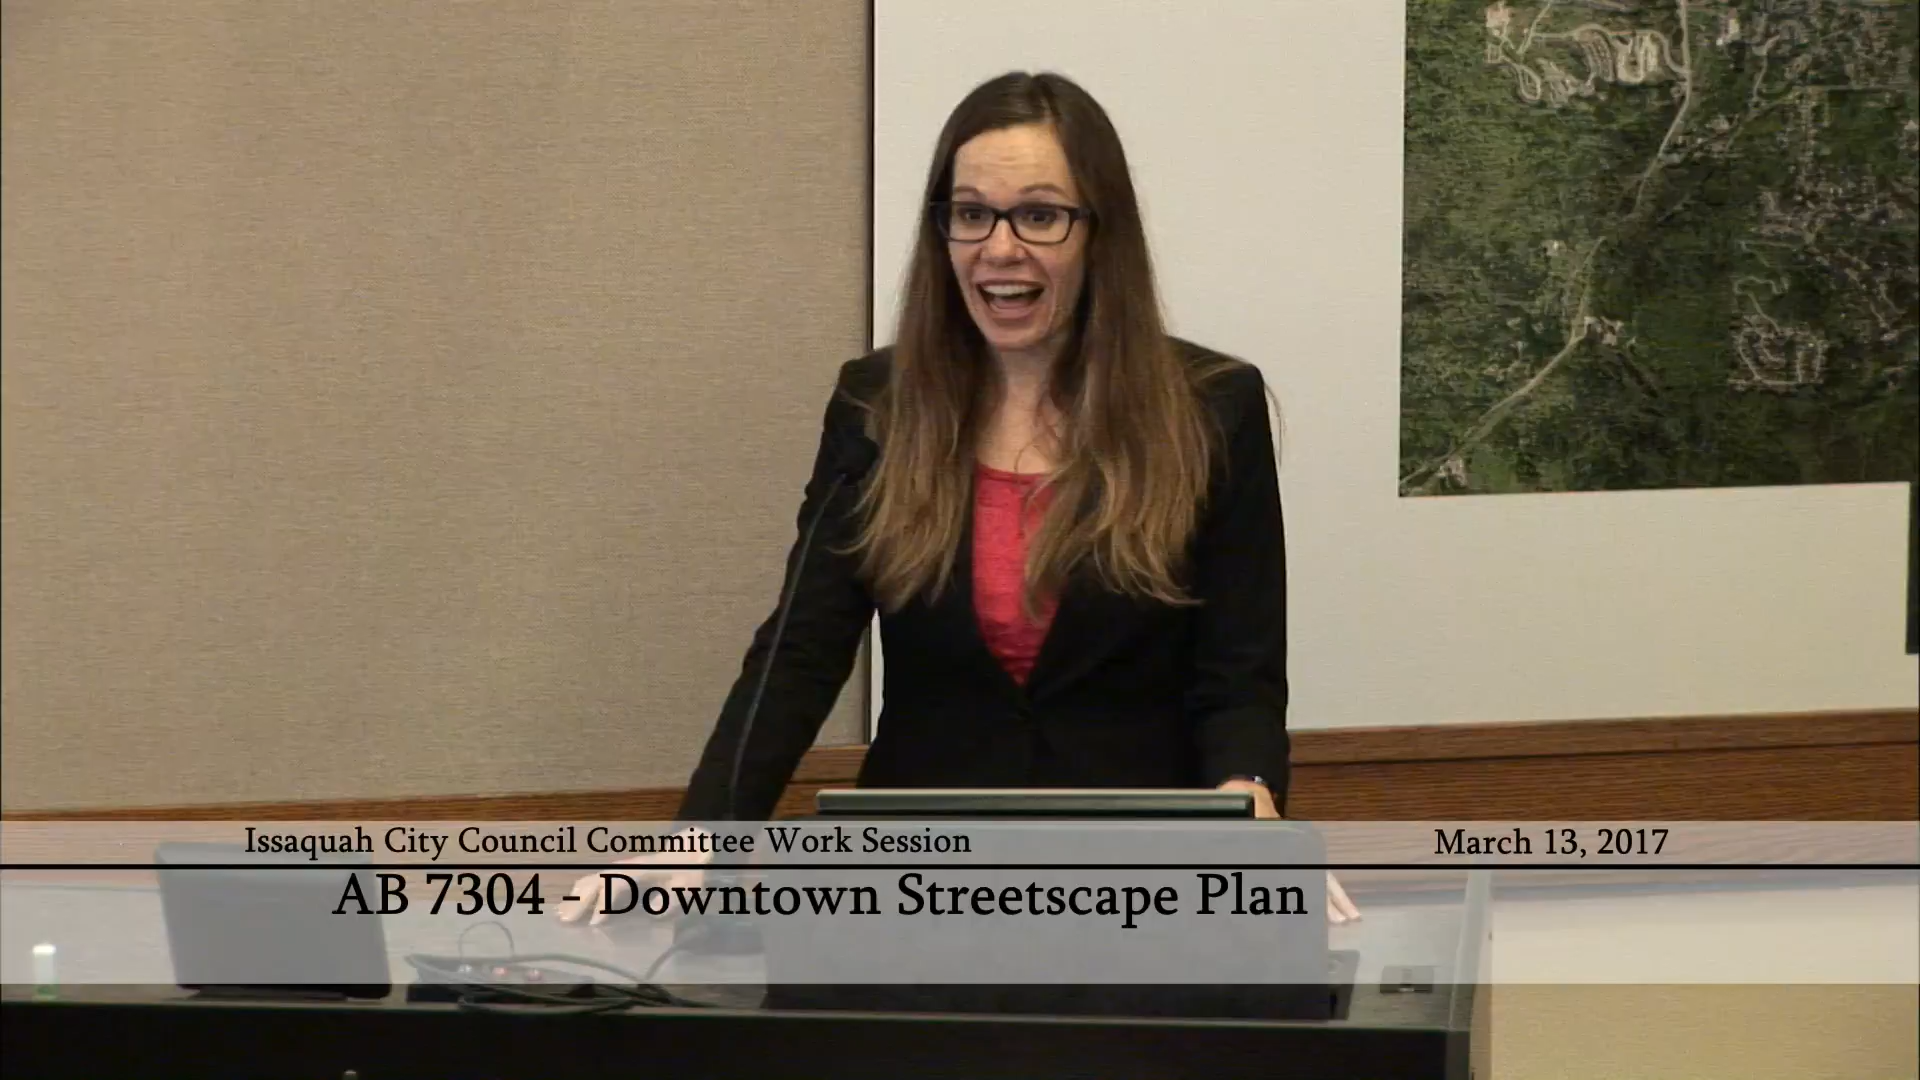 Issaquah City Council Committee Work Session
March 13, 2017
AB 7304 - Downtown Streetscape Plan